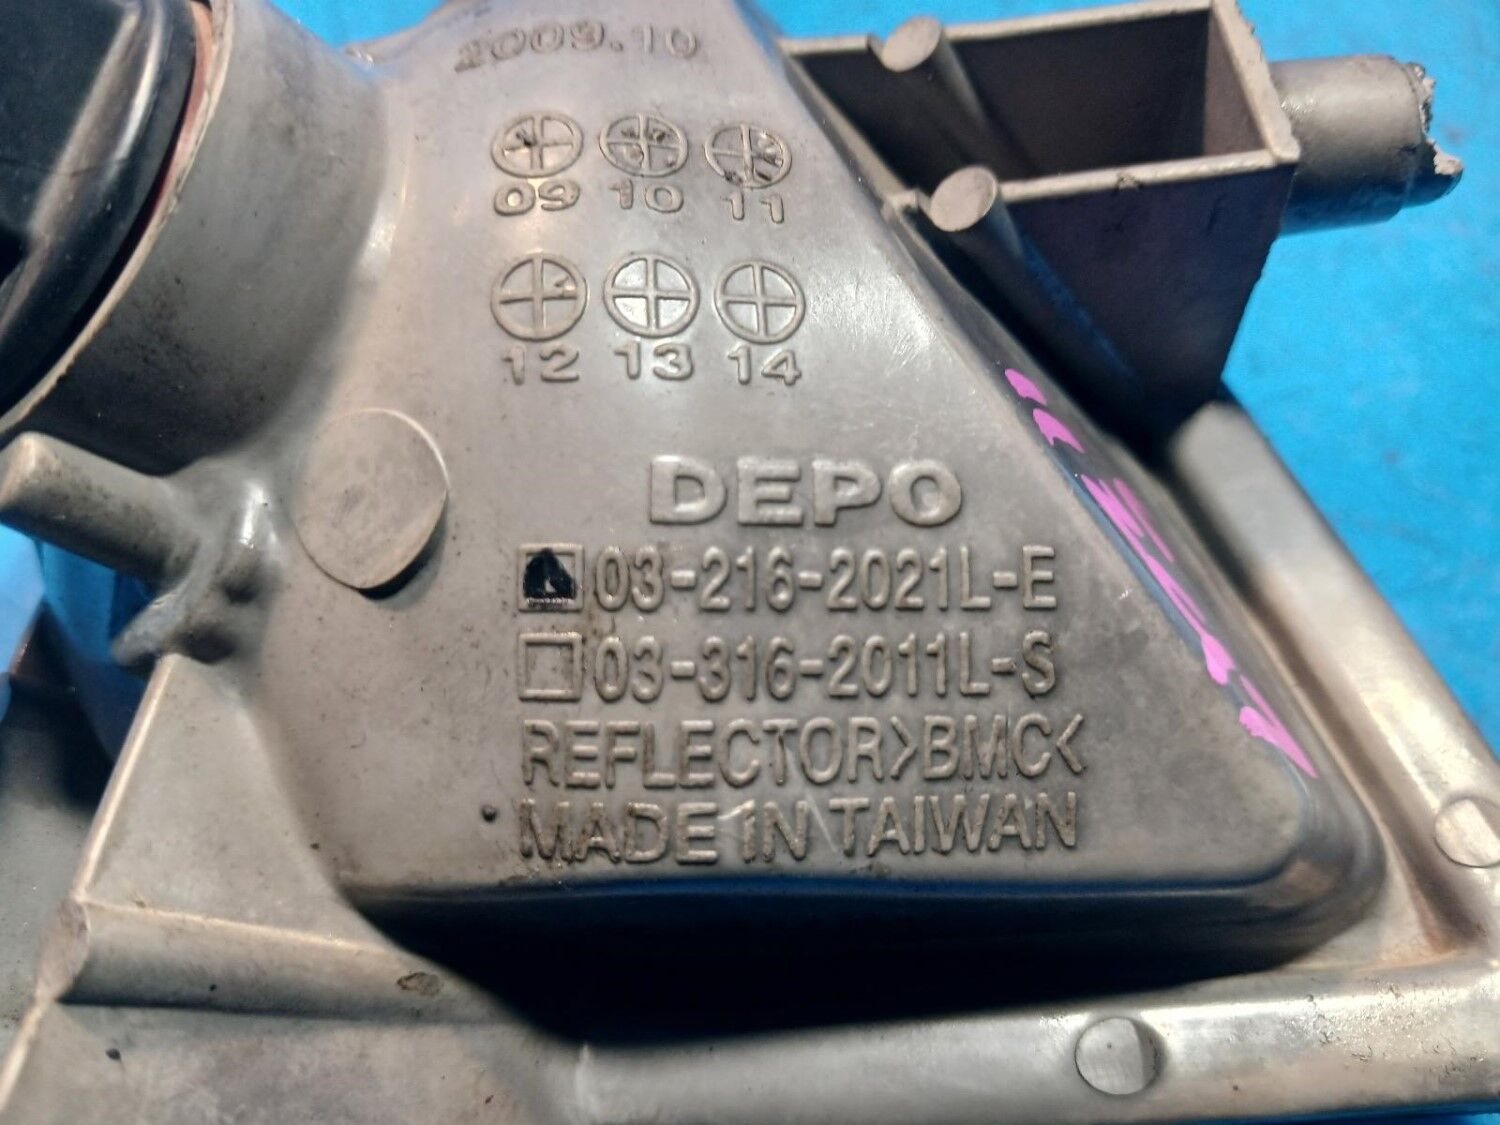 2009.10
09 10 11
12 13 14
DEPO
03-216-2021L-E
03-316-2011L-S
REFLECTOR>BMC<
MADE IN TAIWAN